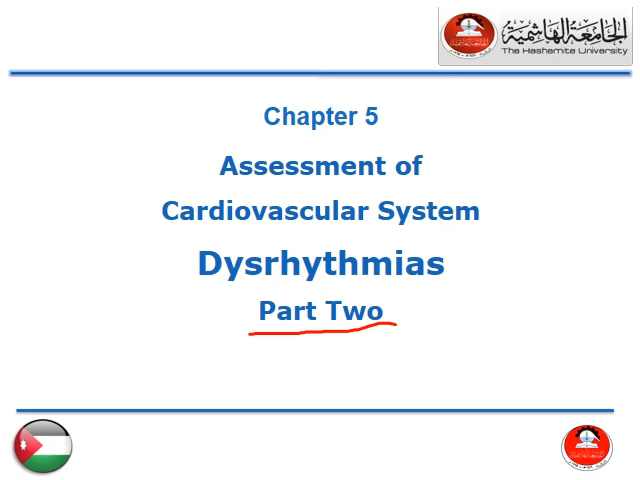 الجامعة الهاشمية
The Hashemite University
Chapter 5
Assessment of
Cardiovascular System
Dysrhythmias
Part Two